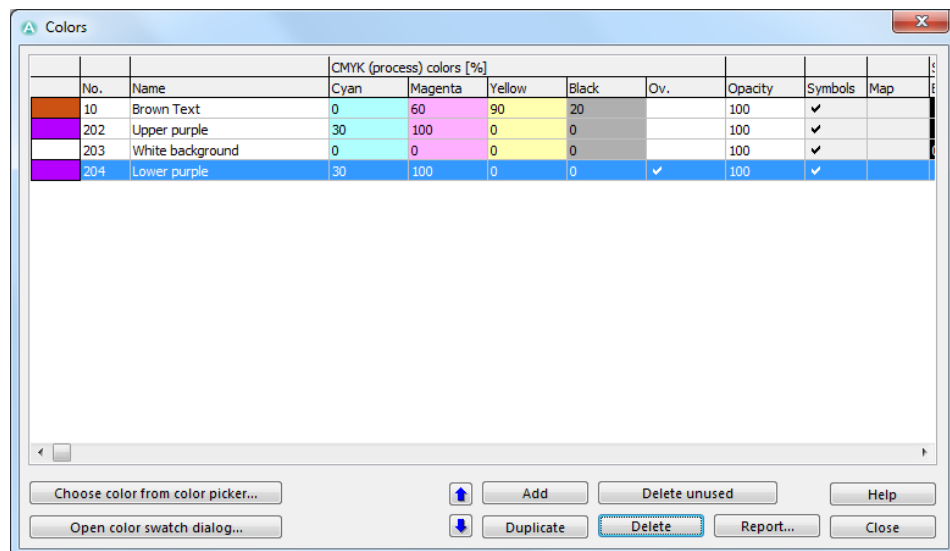 Colors
CMYK (process) colors [%]
No. Name Cyan Magenta Yellow Black Ov. Opacity Symbols Map
10 Brown Text 0 60 90 20 100
202 Upper purple 30 100 0 0 100
203 White background 0 0 0 0 100
204 Lower purple 30 100 0 0 100
Choose color from color picker... Add Delete unused Help
Open color swatch dialog... Duplicate Delete Report... Close